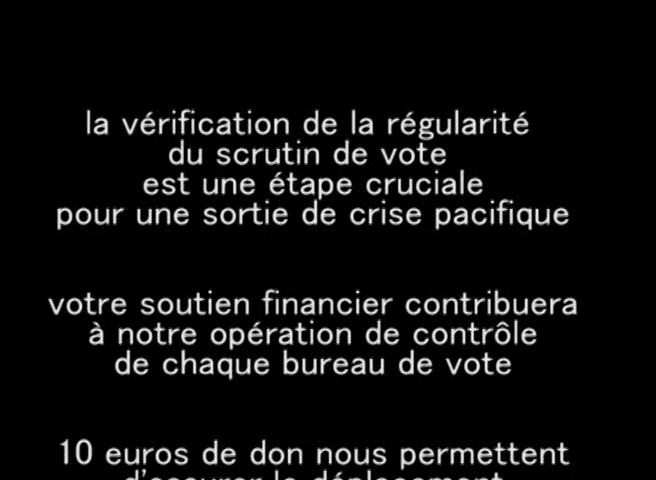 la vérification de la régularité
du scrutin de vote
est une étape cruciale
pour une sortie de crise pacifique
votre soutien financier contribuera
à notre opération de contrôle
de chaque bureau de vote
10 euros de don nous permettent
d'assurer le déplacement